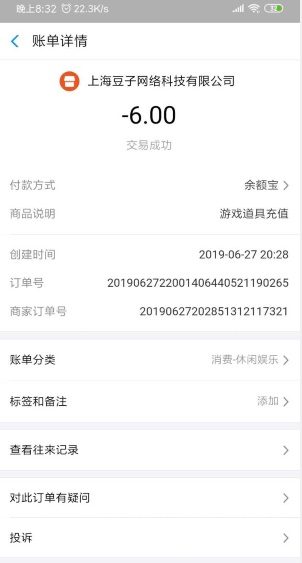 晚上8:32 22.3K/s
账单详情
上海豆子网络科技有限公司
-6.00
交易成功
付款方式 余额宝
商品说明 游戏道具充值
创建时间 2019-06-27 20:28
订单号 2019062722001406440521190265
商家订单号 20190627202851312117321
账单分类 消费-休闲娱乐
标签和备注 添加
查看往来记录
对此订单有疑问
投诉